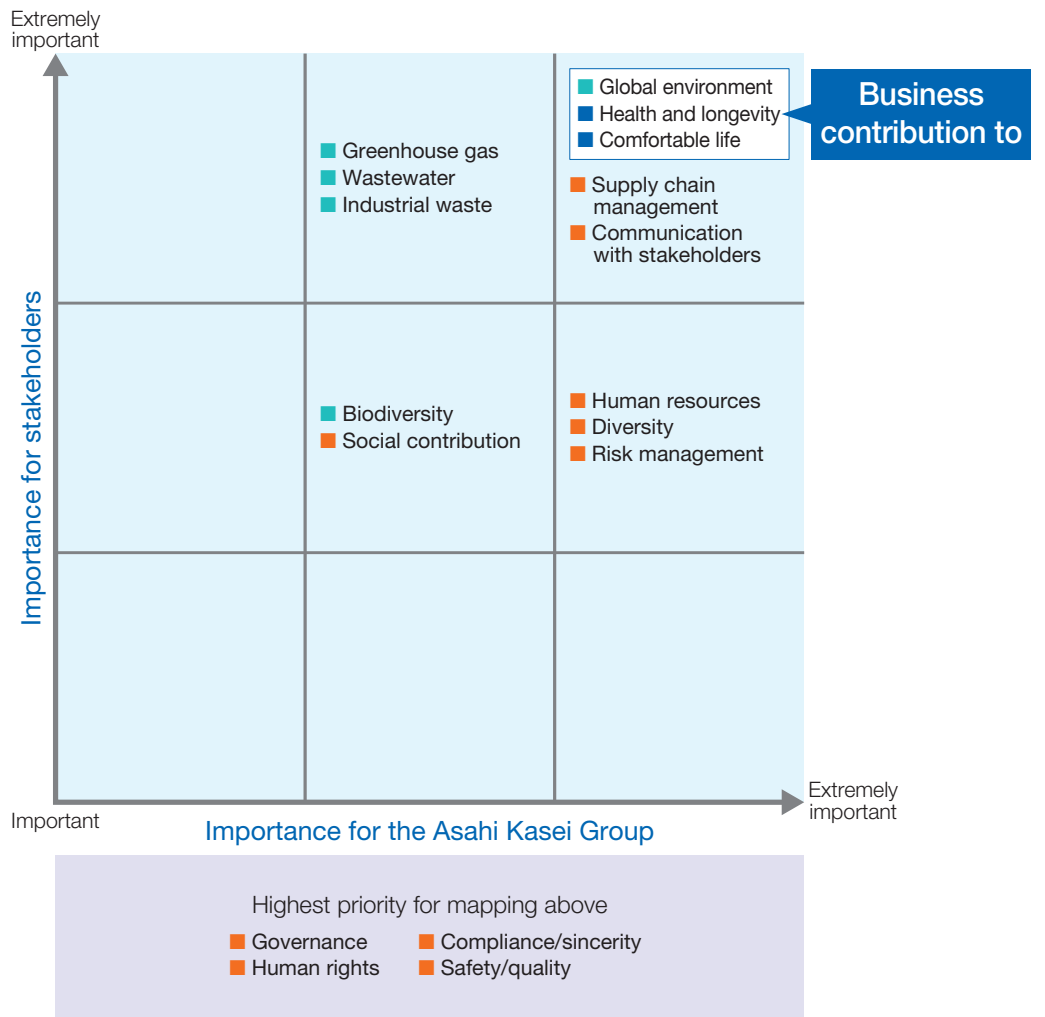 Extremely
important
Global environment
Health and longevity
Comfortable life
Business
contribution to
Greenhouse gas
Wastewater
Industrial waste
Supply chain
management
Communication
with stakeholders
Importance for stakeholders
Biodiversity
Social contribution
Human resources
Diversity
Risk management
Important
Importance for the Asahi Kasei Group
Extremely
important
Highest priority for mapping above
Governance
Compliance/sincerity
Human rights
Safety/quality